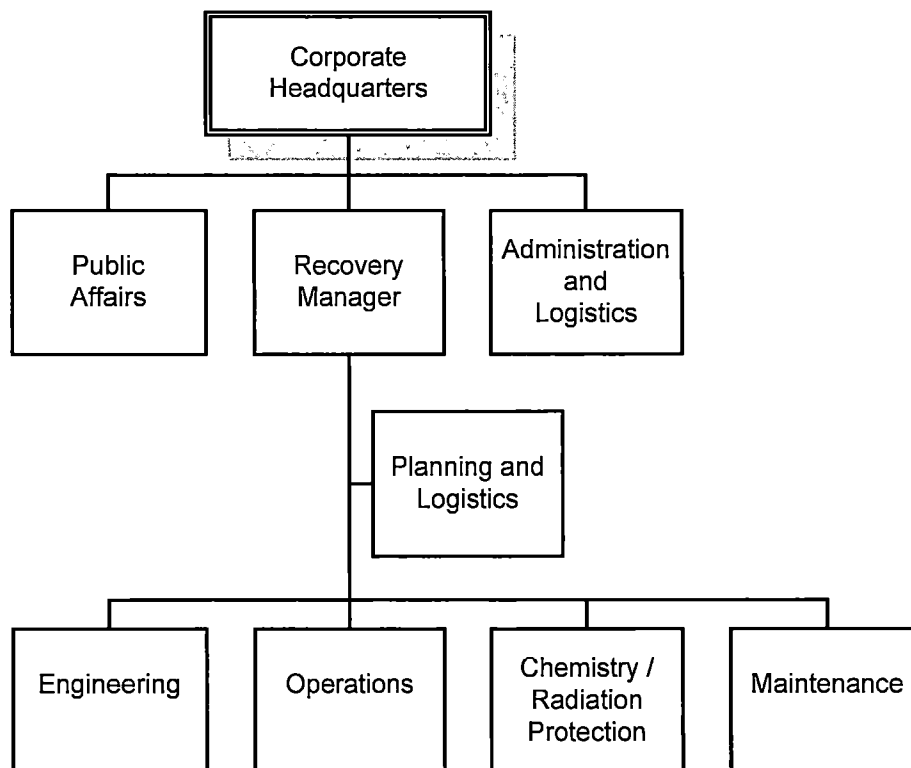 Corporate
Headquarters
Public
Affairs
Recovery
Manager
Administration
and
Logistics
Planning and
Logistics
Engineering
Operations
Chemistry /
Radiation
Protection
Maintenance